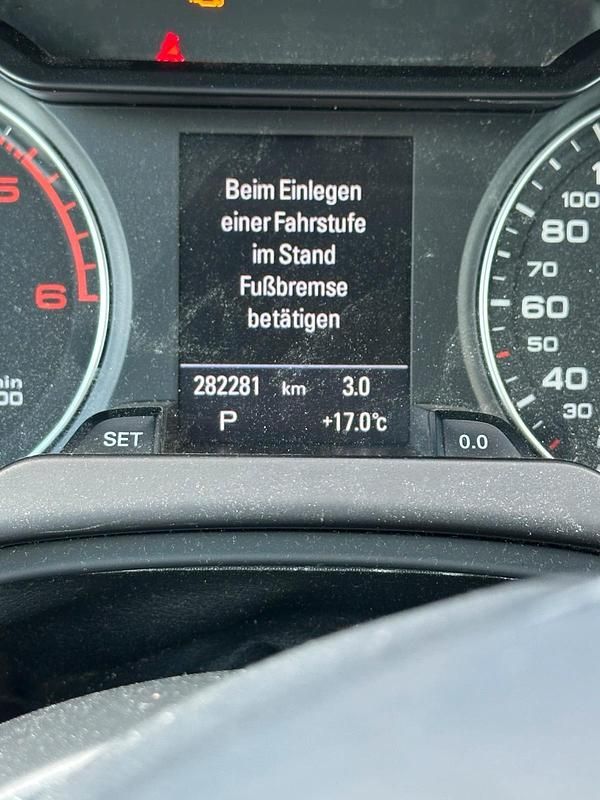 Beim Einlegen
einer Fahrstufe
im Stand
Fußbremse
betätigen
282281 km 3.0
P +17.0°C
SET
0.0
5
6
100
80
70
60
50
40
30